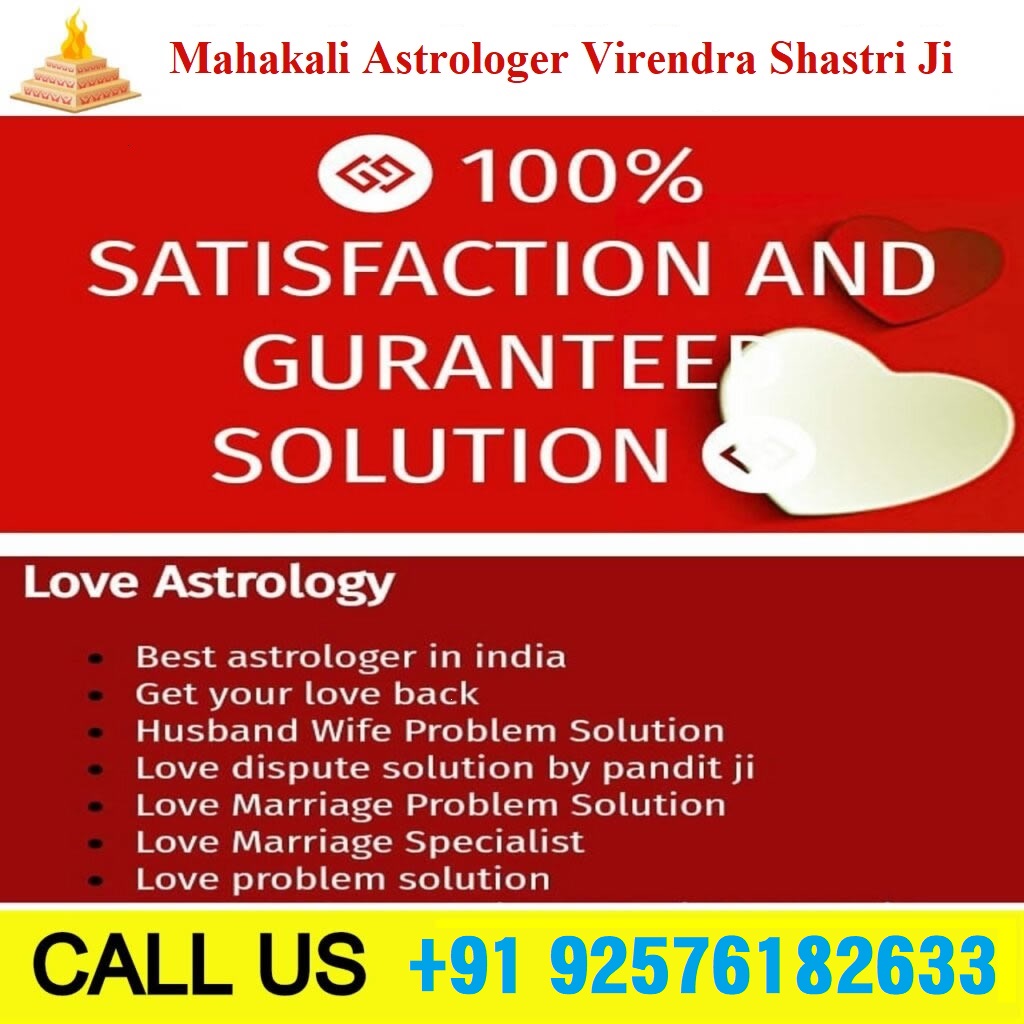 Mahakali Astrologer Virendra Shastri Ji
100%
SATISFACTION AND
GURANTEED
SOLUTION
Love Astrology
• Best astrologer in india
• Get your love back
• Husband Wife Problem Solution
• Love dispute solution by pandit ji
• Love Marriage Problem Solution
• Love Marriage Specialist
• Love problem solution
CALL US +91 92576182633